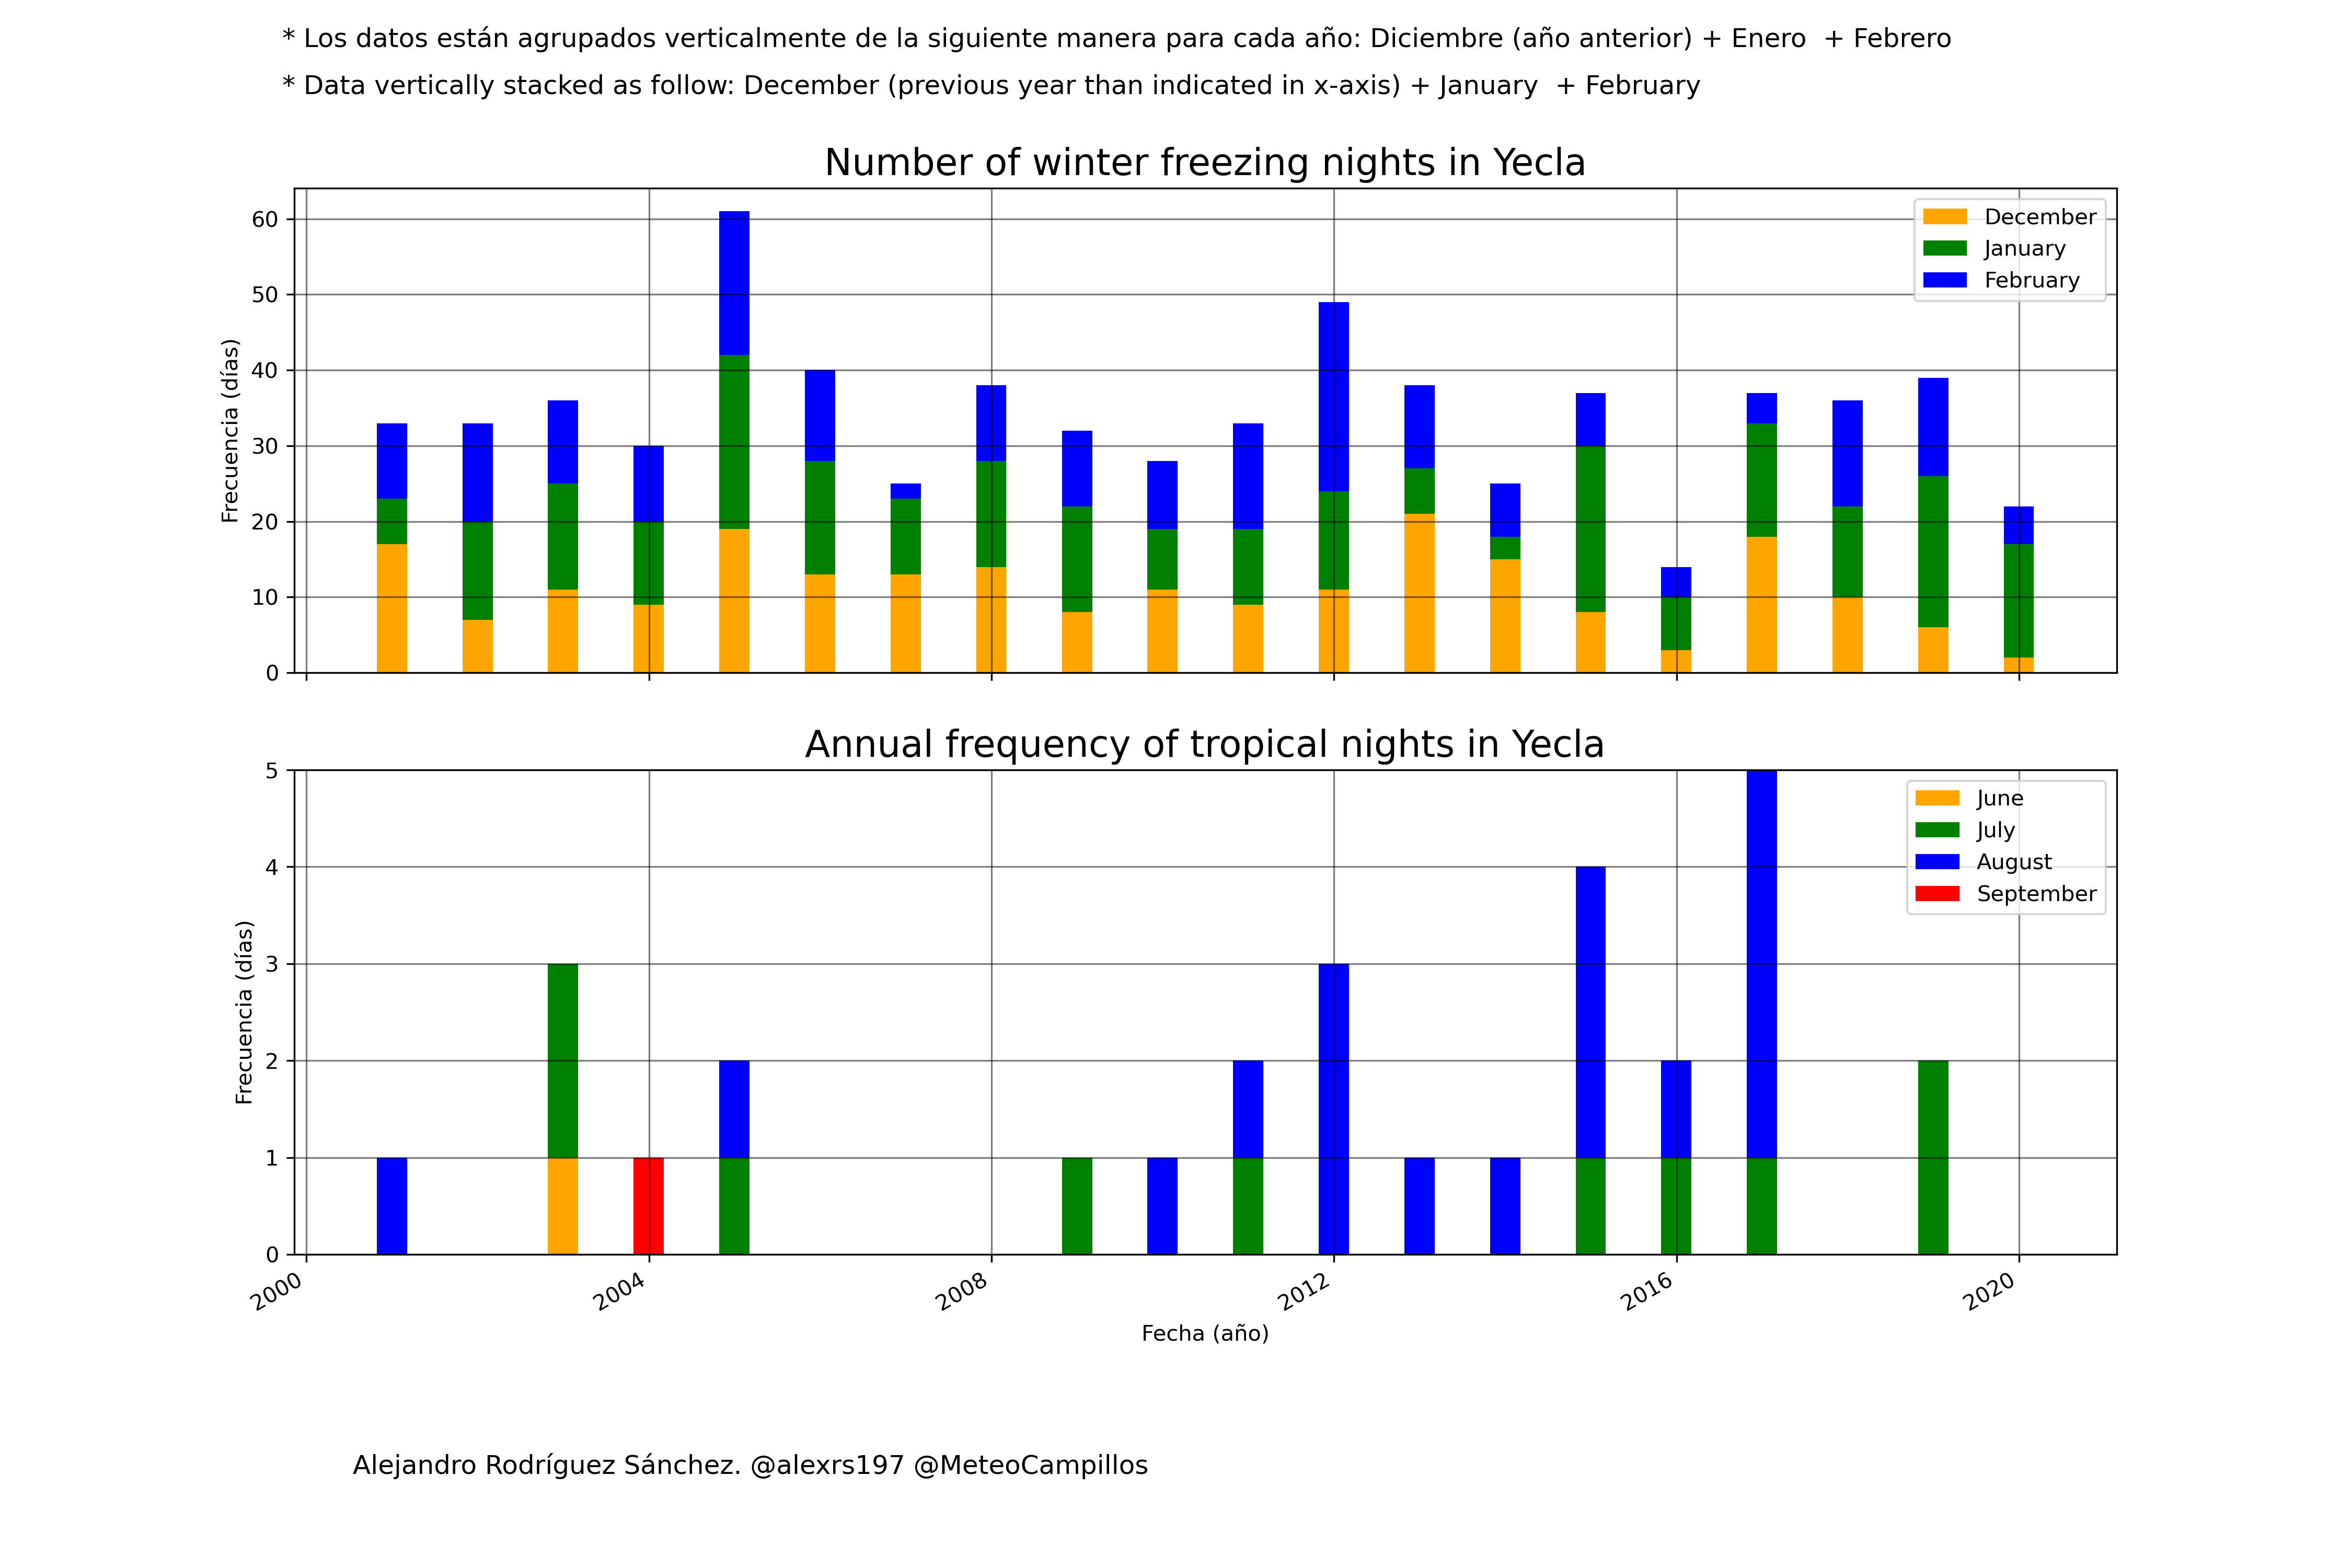 * Los datos están agrupados verticalmente de la siguiente manera para cada año: Diciembre (año anterior) + Enero  + Febrero
* Data vertically stacked as follow: December (previous year than indicated in x-axis) + January  + February
Number of winter freezing nights in Yecla
60
50
40
30
20
10
0
Frecuencia (días)
December
January
February
Annual frequency of tropical nights in Yecla
5
4
3
2
1
0
Frecuencia (días)
June
July
August
September
2000
2004
2008
2012
2016
2020
Fecha (año)
Alejandro Rodríguez Sánchez. @alexrs197 @MeteoCampillos